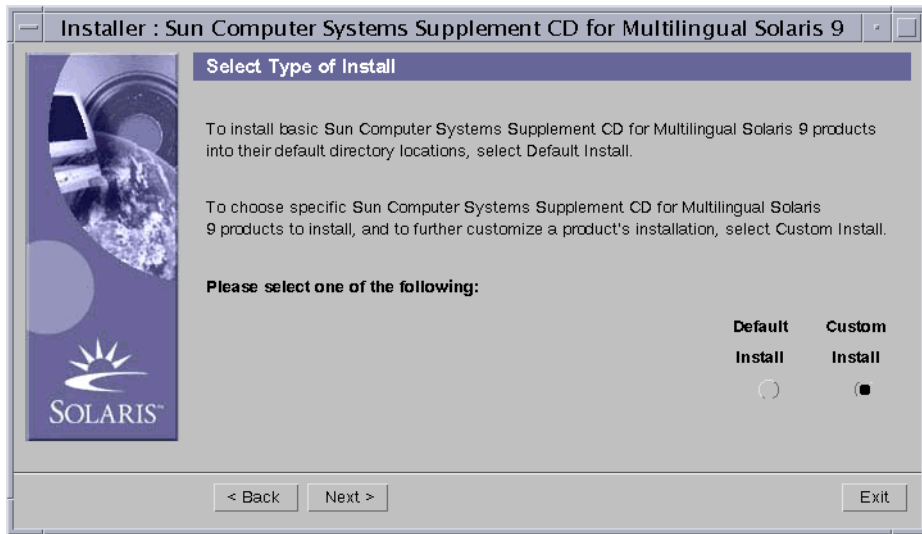 Installer : Sun Computer Systems Supplement CD for Multilingual Solaris 9
Select Type of Install
To install basic Sun Computer Systems Supplement CD for Multilingual Solaris 9 products
into their default directory locations, select Default Install.
To choose specific Sun Computer Systems Supplement CD for Multilingual Solaris
9 products to install, and to further customize a product's installation, select Custom Install.
Please select one of the following:
Default Custom
Install Install
SOLARIS™
< Back Next > Exit